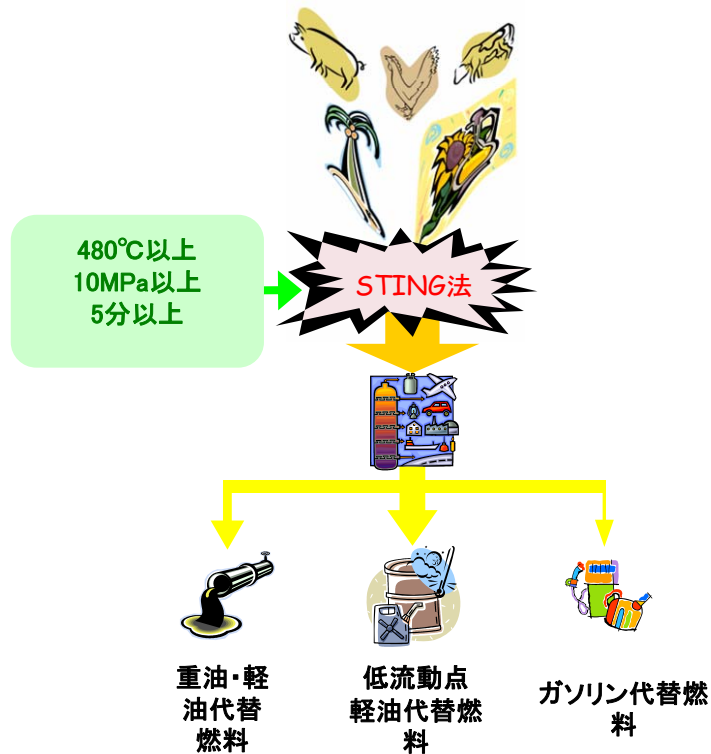 480℃以上
10MPa以上
5分以上
STING法
重油・軽
油代替
燃料
低流動点
軽油代替燃
料
ガソリン代替燃
料